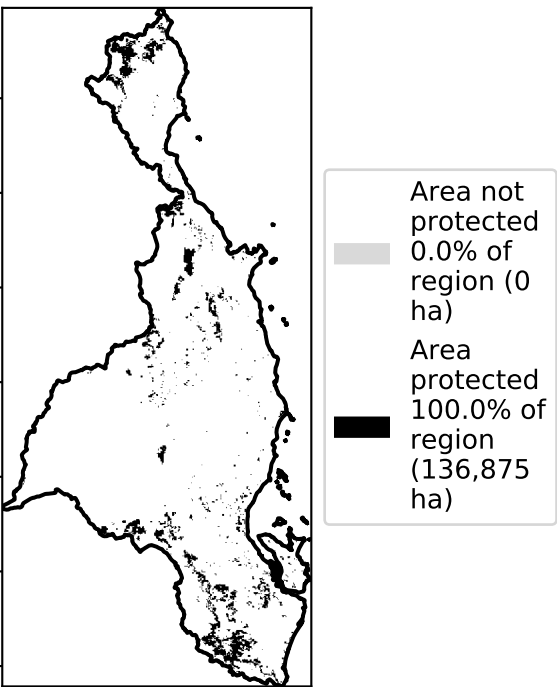 Area not
protected
0.0% of
region (0
ha)
Area
protected
100.0% of
region
(136,875
ha)